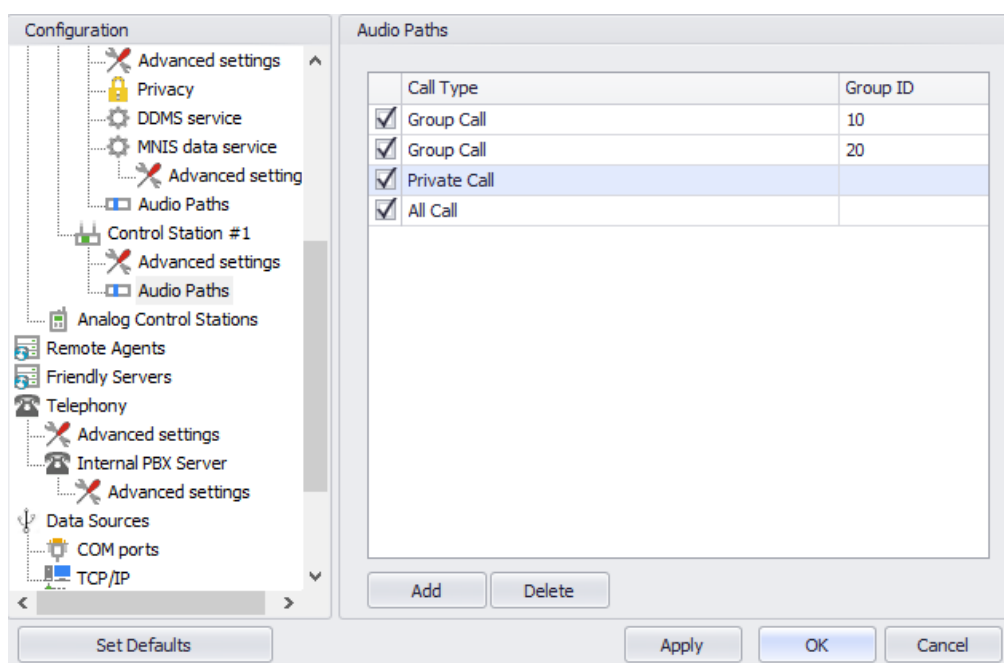 Configuration
Advanced settings
Privacy
DDMS service
MNIS data service
Advanced setting
Audio Paths
Control Station #1
Advanced settings
Audio Paths
Analog Control Stations
Remote Agents
Friendly Servers
Telephony
Advanced settings
Internal PBX Server
Advanced settings
Data Sources
COM ports
TCP/IP
Set Defaults
Audio Paths
Call Type Group ID
Group Call 10
Group Call 20
Private Call
All Call
Add Delete
Apply OK Cancel